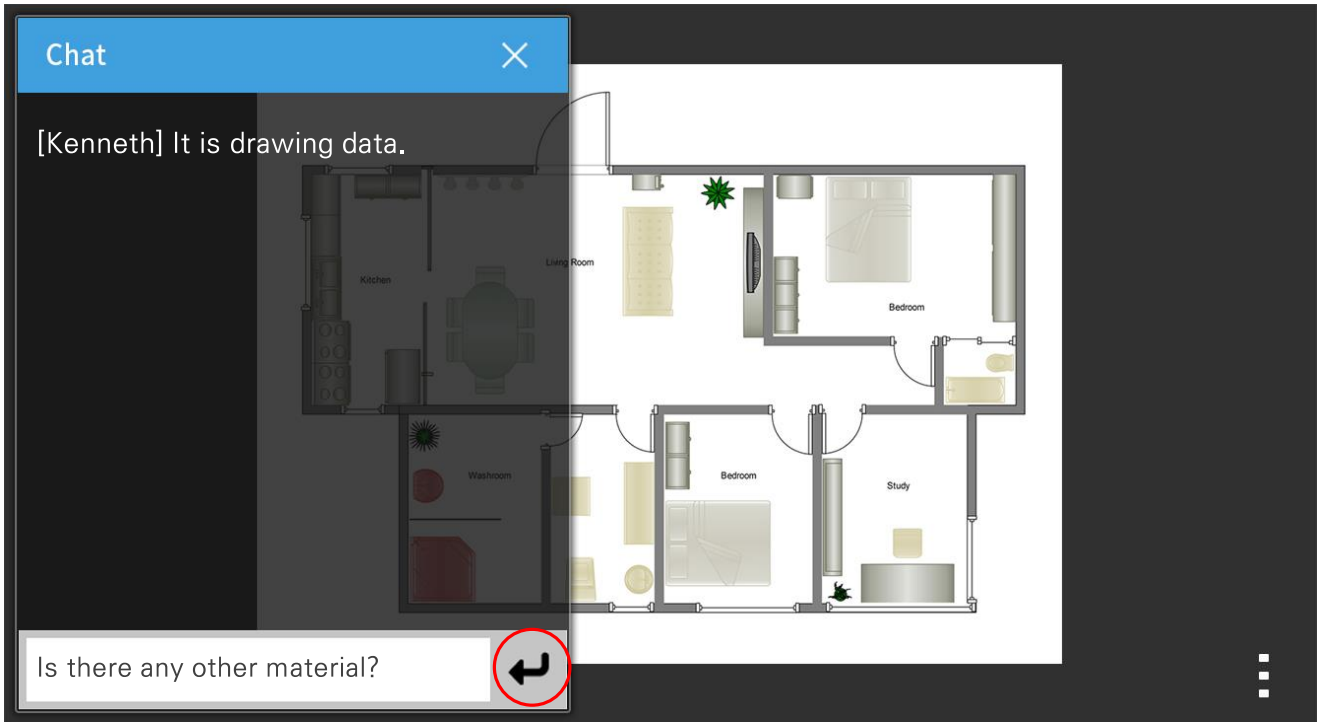 Chat
[Kenneth] It is drawing data.
Living Room
Kitchen
Bedroom
Washroom
Bedroom
Study
Is there any other material?